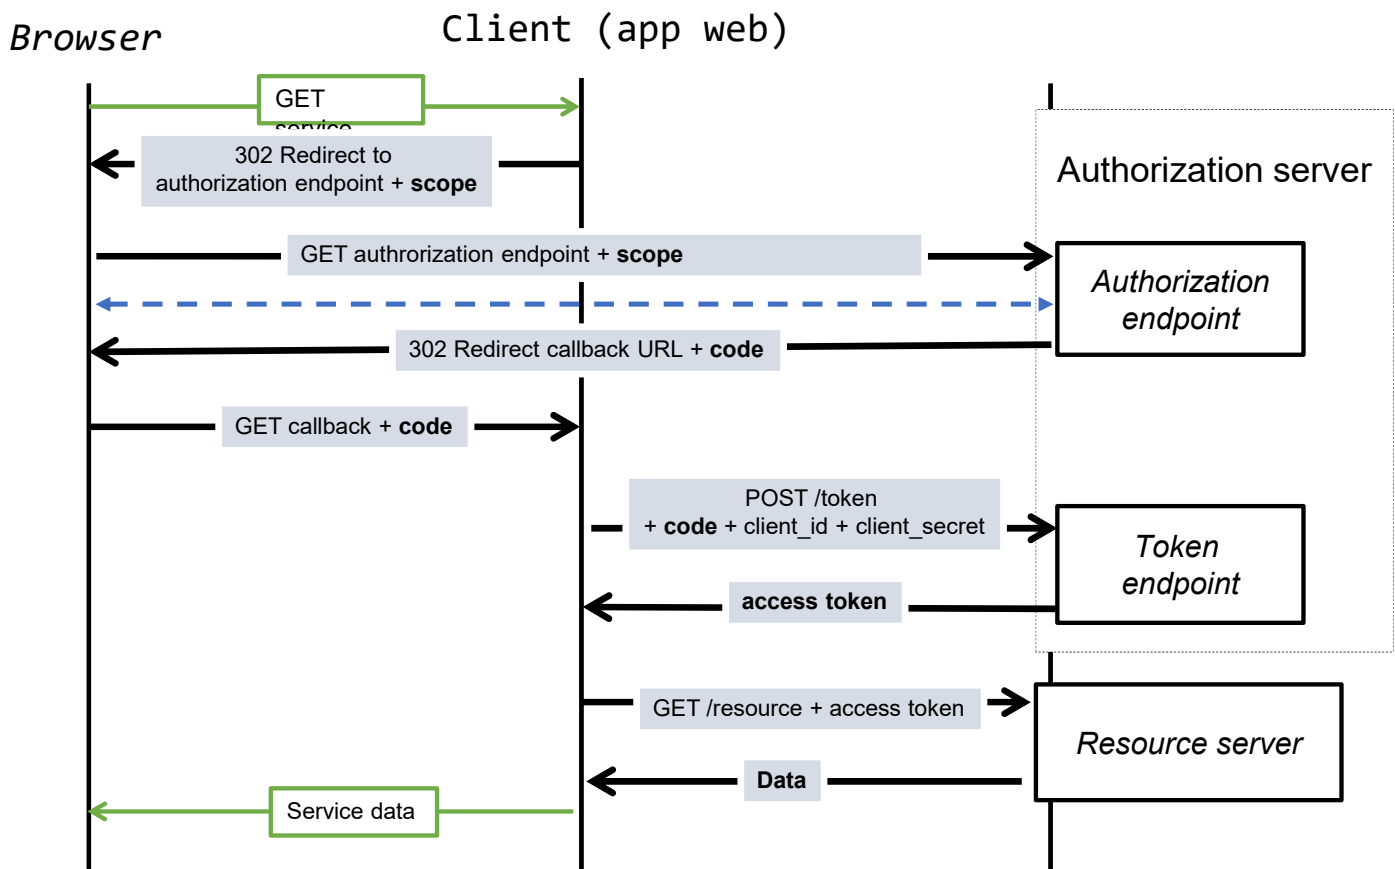 Browser
Client (app web)
GET
service
302 Redirect to
authorization endpoint + scope
Authorization server
GET authrorization endpoint + scope
Authorization
endpoint
302 Redirect callback URL + code
GET callback + code
POST /token
+ code + client_id + client_secret
Token
endpoint
access token
GET /resource + access token
Resource server
Data
Service data